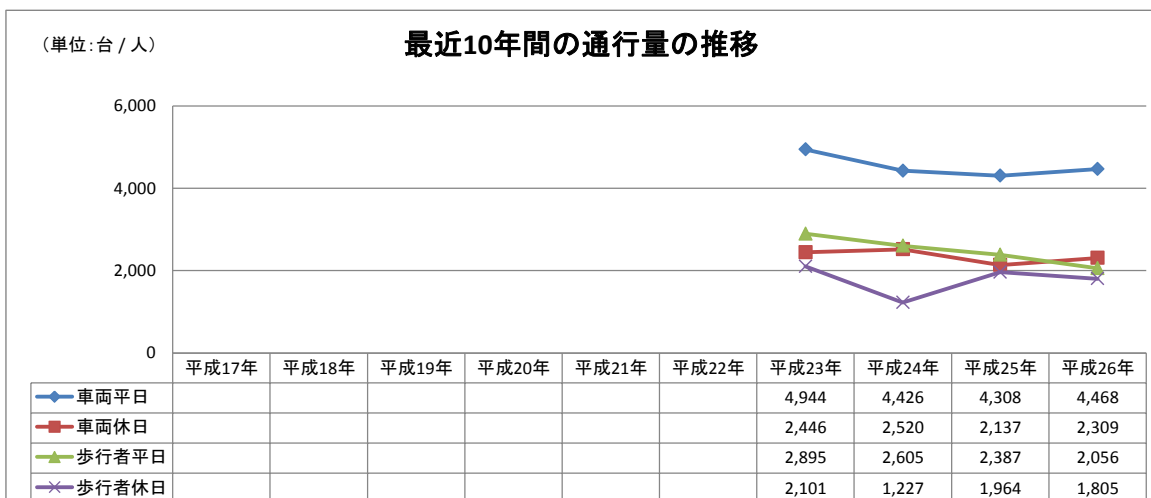 （単位：台 / 人）
最近10年間の通行量の推移
6,000
4,000
2,000
0
平成17年 平成18年 平成19年 平成20年 平成21年 平成22年 平成23年 平成24年 平成25年 平成26年
車両平日 4,944 4,426 4,308 4,468
車両休日 2,446 2,520 2,137 2,309
歩行者平日 2,895 2,605 2,387 2,056
歩行者休日 2,101 1,227 1,964 1,805